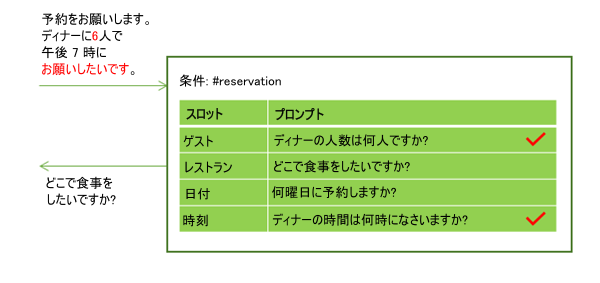 予約をお願いします。
ディナーに6人で
午後 7 時に
お願いしたいです。
条件: #reservation
スロット プロンプト
ゲスト ディナーの人数は何人ですか?
レストラン どこで食事をしたいですか?
日付 何曜日に予約しますか?
時刻 ディナーの時間は何時になさいますか?
どこで食事を
したいですか?